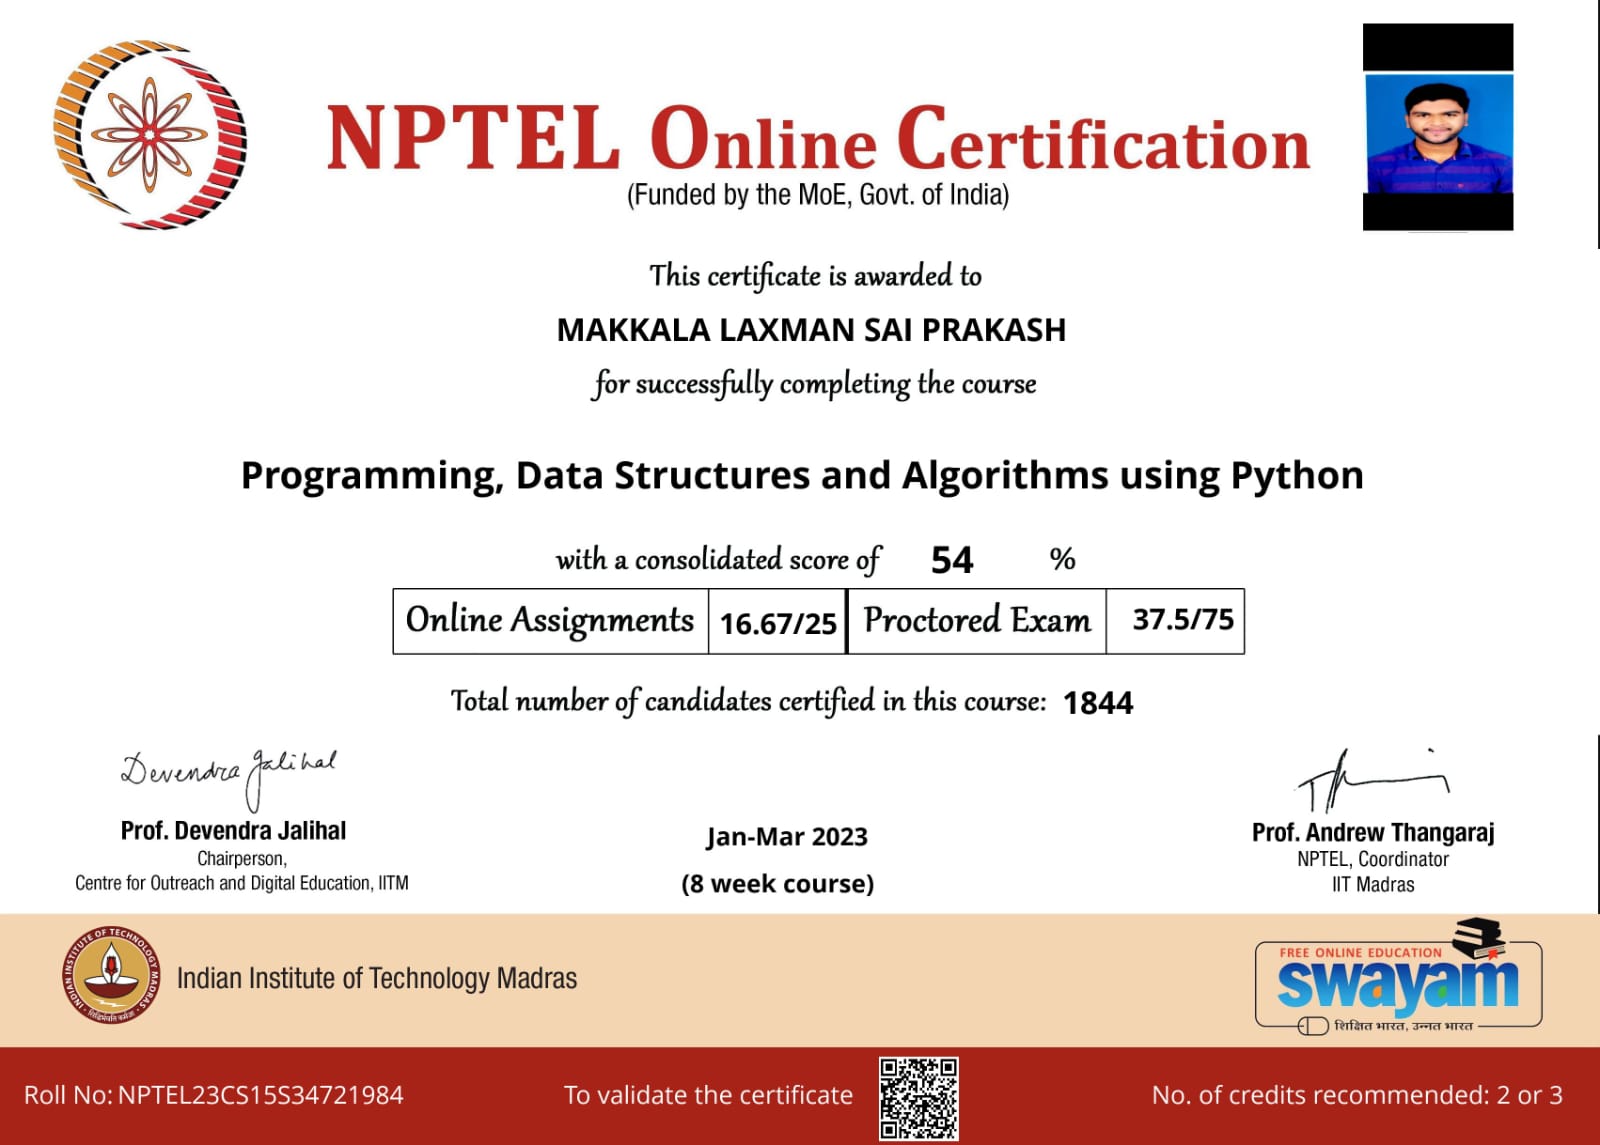 NPTEL Online Certification
(Funded by the MoE, Govt. of India)
This certificate is awarded to
MAKKALA LAXMAN SAI PRAKASH
for successfully completing the course
Programming, Data Structures and Algorithms using Python
with a consolidated score of 54 %
Online Assignments 16.67/25 Proctored Exam 37.5/75
Total number of candidates certified in this course: 1844
Devendra Jalihal
Prof. Devendra Jalihal
Chairperson,
Centre for Outreach and Digital Education, IITM
Jan-Mar 2023
(8 week course)
Prof. Andrew Thangaraj
NPTEL, Coordinator
IIT Madras
INDIAN INSTITUTE OF TECHNOLOGY MADRAS
सिद्धिर्भवति कर्मजा
Indian Institute of Technology Madras
FREE ONLINE EDUCATION
swayam
शिक्षित भारत, उन्नत भारत
Roll No: NPTEL23CS15S34721984
To validate the certificate
No. of credits recommended: 2 or 3